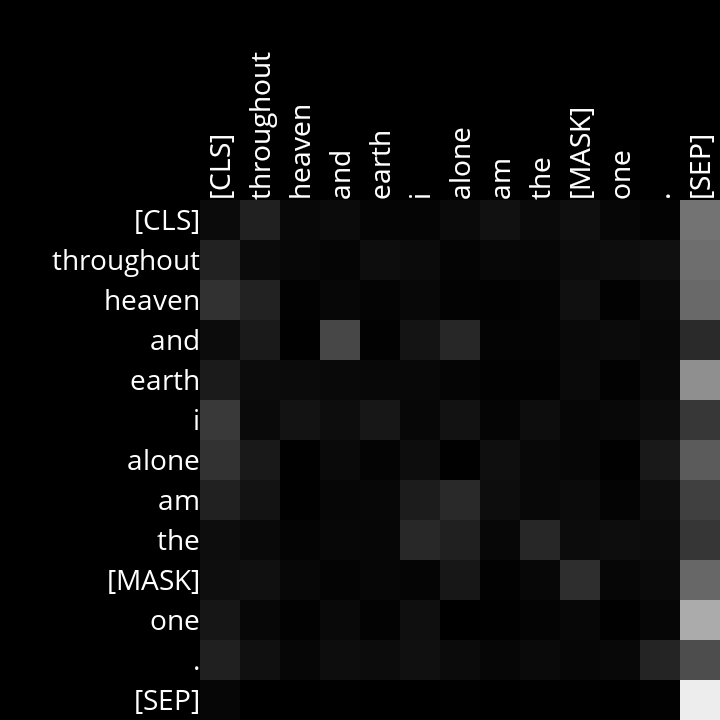 [CLS] throughout heaven and earth i alone am the [MASK] one . [SEP]
[CLS]
throughout
heaven
and
earth
i
alone
am
the
[MASK]
one
.
[SEP]